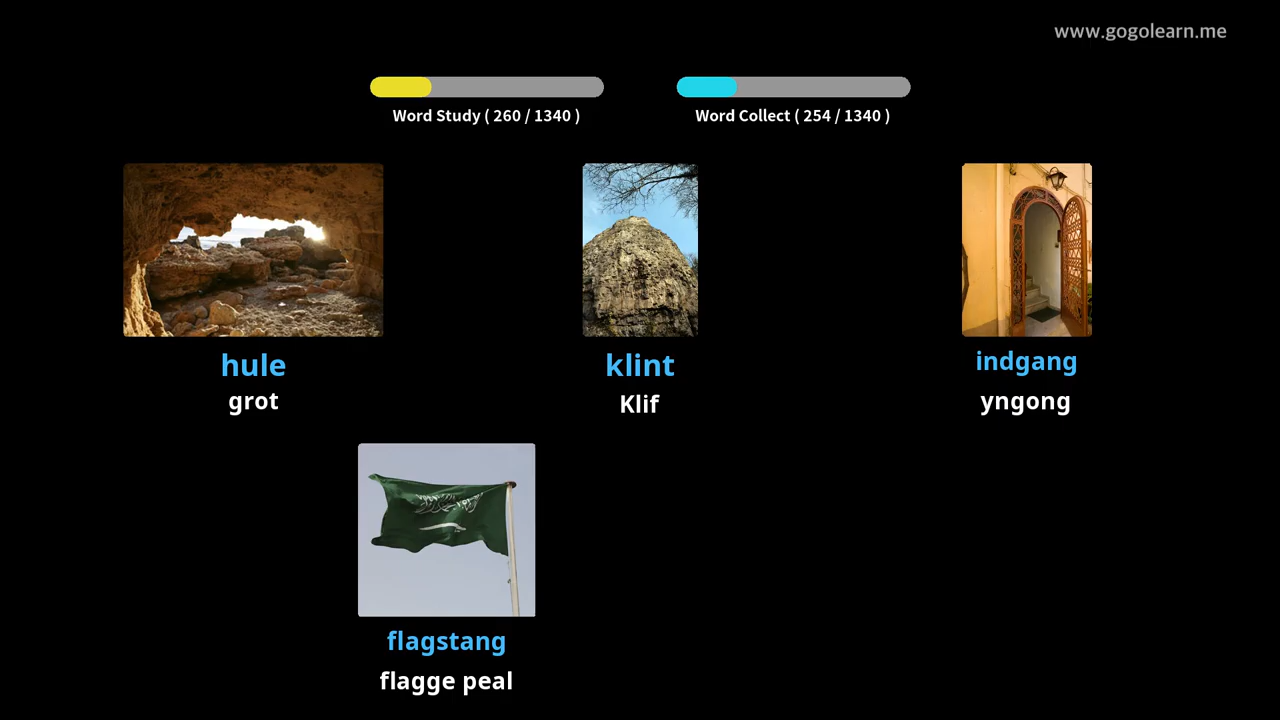 www.gogolearn.me
Word Study ( 260 / 1340 )
Word Collect ( 254 / 1340 )
hule
grot
klint
Klif
indgang
yngong
flagstang
flagge peal